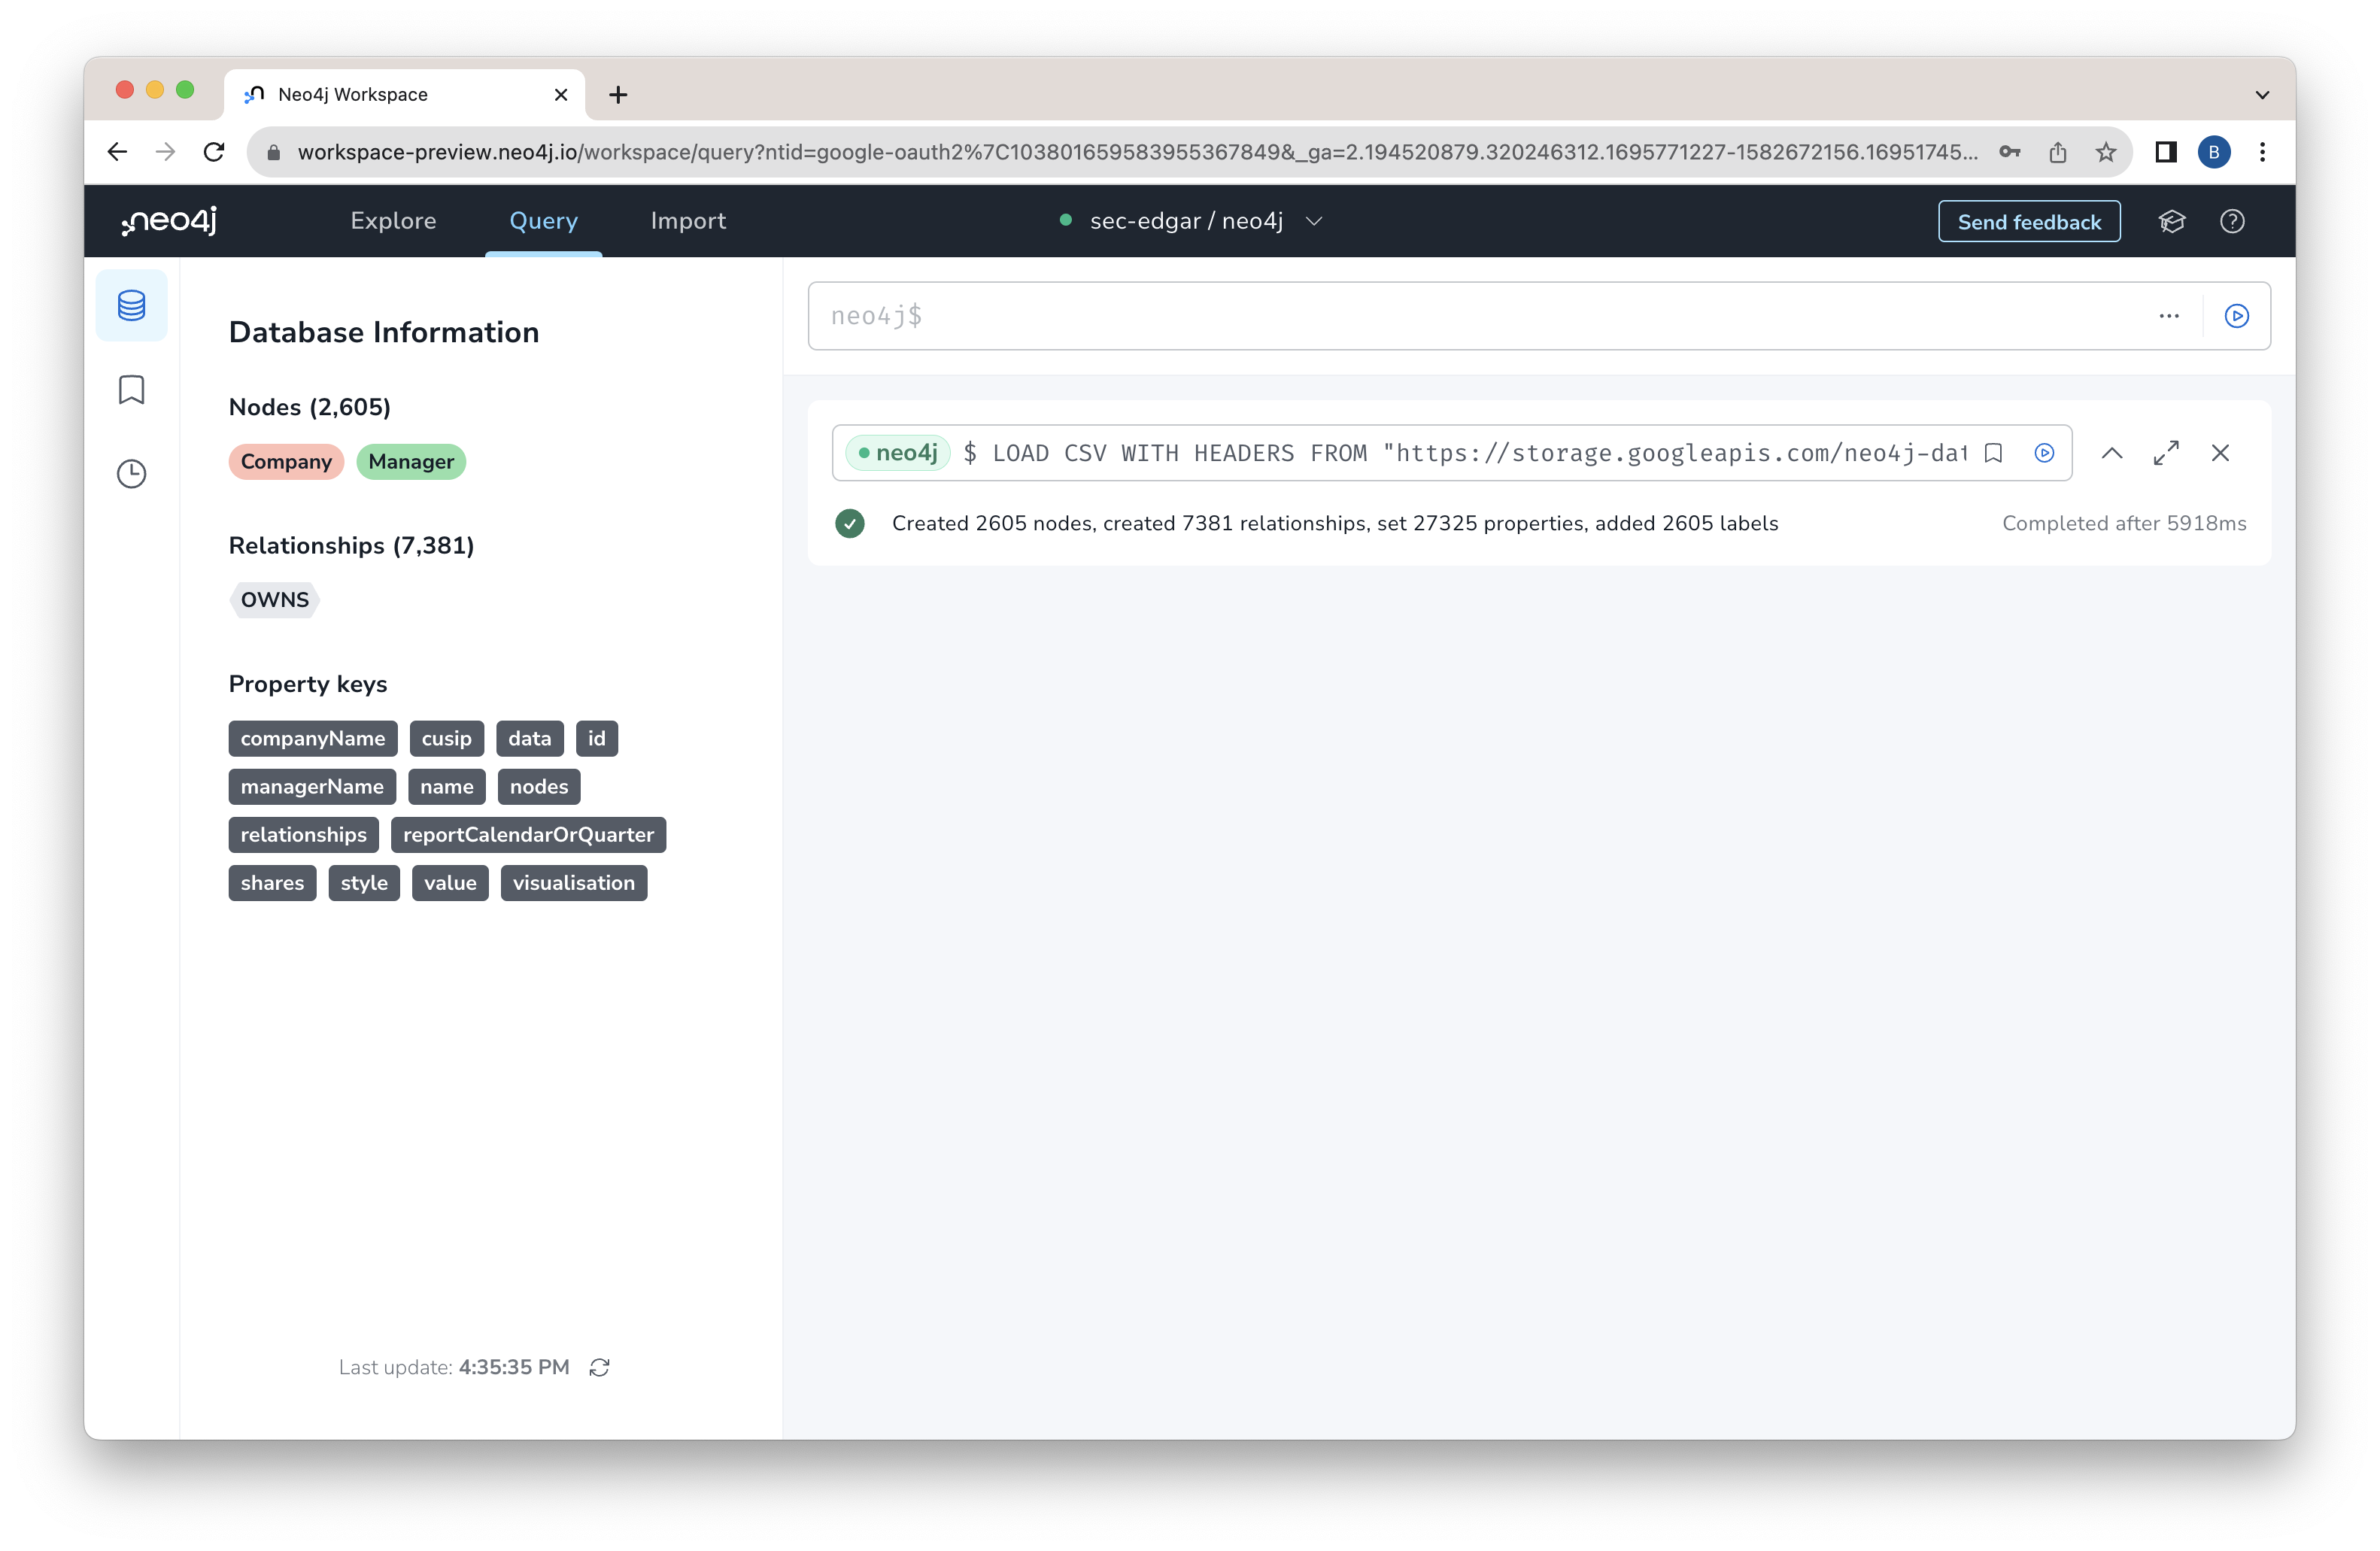 Neo4j Workspace
workspace-preview.neo4j.io/workspace/query?ntid=google-oauth2%7C103801659583955367849&_ga=2.194520879.320246312.1695771227-1582672156.16951745...
B
neo4j
Explore
Query
Import
sec-edgar / neo4j
Send feedback
Database Information
Nodes (2,605)
Company Manager
Relationships (7,381)
OWNS
Property keys
companyName cusip data id
managerName name nodes
relationships reportCalendarOrQuarter
shares style value visualisation
Last update: 4:35:35 PM
neo4j$
neo4j $ LOAD CSV WITH HEADERS FROM "https://storage.googleapis.com/neo4j-dat
Created 2605 nodes, created 7381 relationships, set 27325 properties, added 2605 labels
Completed after 5918ms